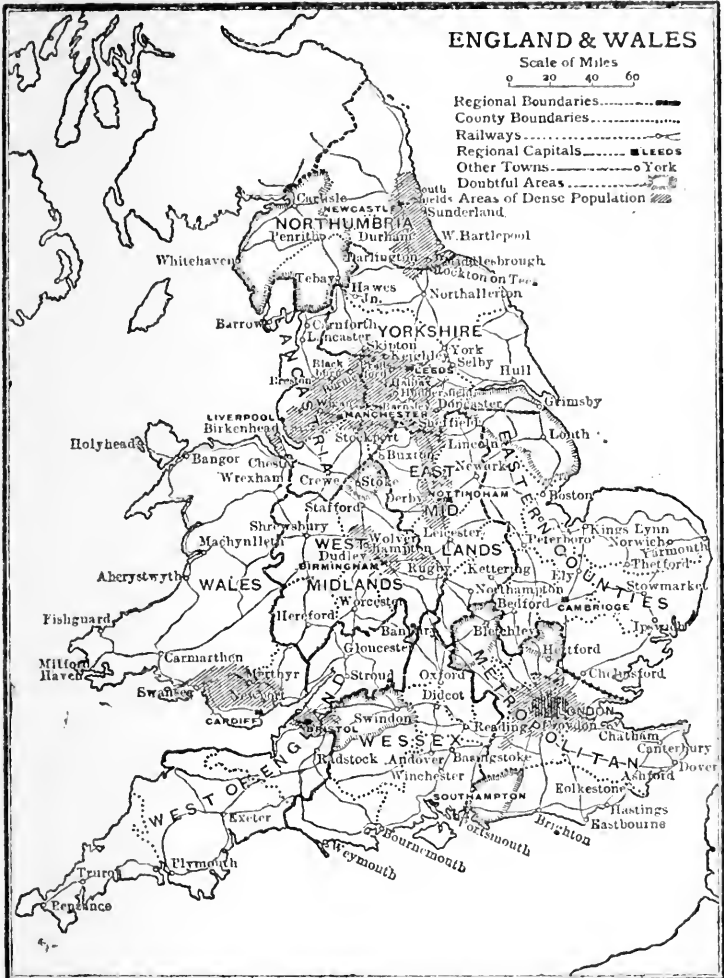 ENGLAND & WALES
Scale of Miles
0 20 40 60
Regional Boundaries
County Boundaries
Railways
Regional Capitals LEEDS
Other Towns York
Doubtful Areas
Areas of Dense Population
Carlisle
NEWCASTLE
Sunderland
NORTHUMBRIA
Penrith
Durham
W. Hartlepool
Whitehaven
Darlington
Tebay
Hawes
Jn.
Northallerton
Barrow
Carnforth
Lancaster
YORKSHIRE
Skipton
Keighley
York
LEEDS
Selby
Hull
Preston
LANCASTRIA
Doncaster
Grimsby
LIVERPOOL
MANCHESTER
Barnsley
Sheffield
Birkenhead
Holyhead
Stockport
Lincoln
Louth
Bangor
Buxton
Wrexham
Crewe
Stoke
EAST
Newark
Derby
NOTTINGHAM
Boston
Stafford
MID
EASTERN
Shrewsbury
Kings Lynn
Machynlleth
WEST
Wolver
hampton
Leicester
Peterboro
Norwich
Yarmouth
Dudley
LANDS
COUNTIES
Thetford
BIRMINGHAM
Rugby
Kettering
Ely
Aberystwyth
WALES
MIDLANDS
Northampton
Stowmarket
Worcester
Bedford
CAMBRIDGE
Fishguard
Hereford
Banbury
Bletchley
Ipswich
Gloucester
Hertford
Milford
Haven
Carmarthen
Merthyr
Stroud
Oxford
METROPOLITAN
Chelmsford
Swansea
Newport
Didcot
CARDIFF
Swindon
LONDON
BRISTOL
Reading
Croydon
Chatham
WESSEX
Canterbury
Radstock
Andover
Basingstoke
Dover
Winchester
Ashford
WEST OF ENGLAND
Folkestone
SOUTHAMPTON
Hastings
Exeter
Portsmouth
Brighton
Eastbourne
Bournemouth
Weymouth
Truro
Plymouth
Penzance